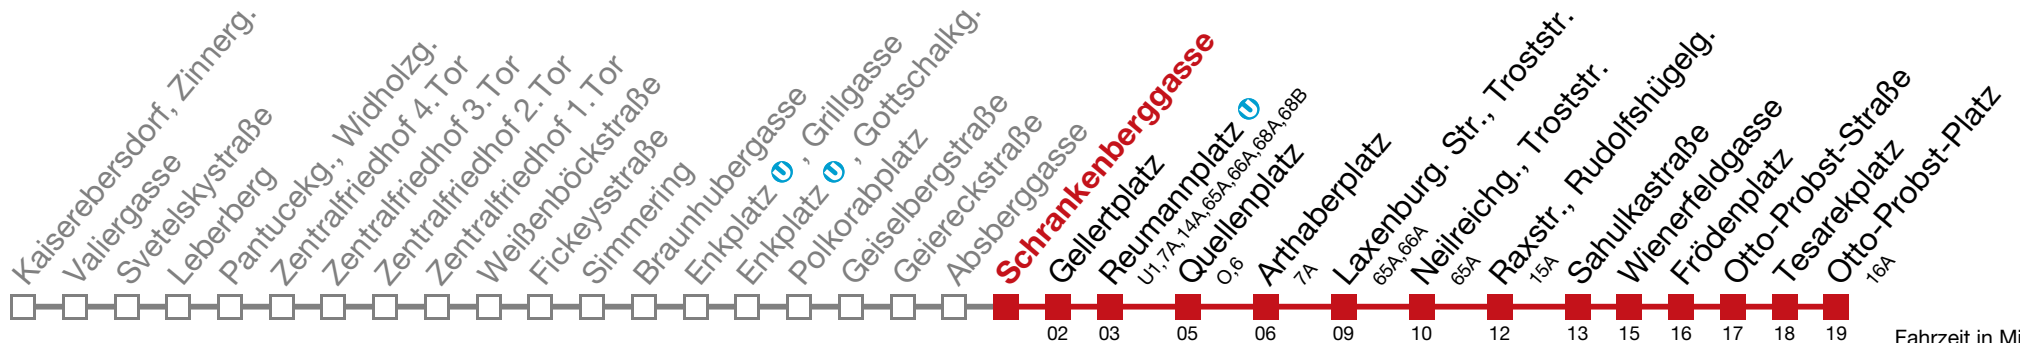 Kaiserebersdorf, Zinnerg.
Valiergasse
Svetelskystraße
Leberberg
Pantucekg., Widholzg.
Zentralfriedhof 4.Tor
Zentralfriedhof 3.Tor
Zentralfriedhof 2.Tor
Zentralfriedhof 1.Tor
Weißenböckstraße
Fickeysstraße
Simmering
Braunhubergasse
Enkplatz U, Grillgasse
Enkplatz U, Gottschalkg.
Polkorabplatz
Geiselbergstraße
Geiereckstraße
Absberggasse
Schrankenberggasse
Gellertplatz
Reumannplatz U
U1,7A,14A,65A,66A,68A,68B
Quellenplatz
O,6
Arthaberplatz
7A
Laxenburg. Str., Troststr.
65A,66A
Neilreichg., Troststr.
65A
Raxstr., Rudolfshügelg.
15A
Sahulkastraße
Wienerfeldgasse
Frödenplatz
Otto-Probst-Straße
Tesarekplatz
Otto-Probst-Platz
16A
02 03 05 06 09 10 12 13 15 16 17 18 19
Fahrzeit in Mi